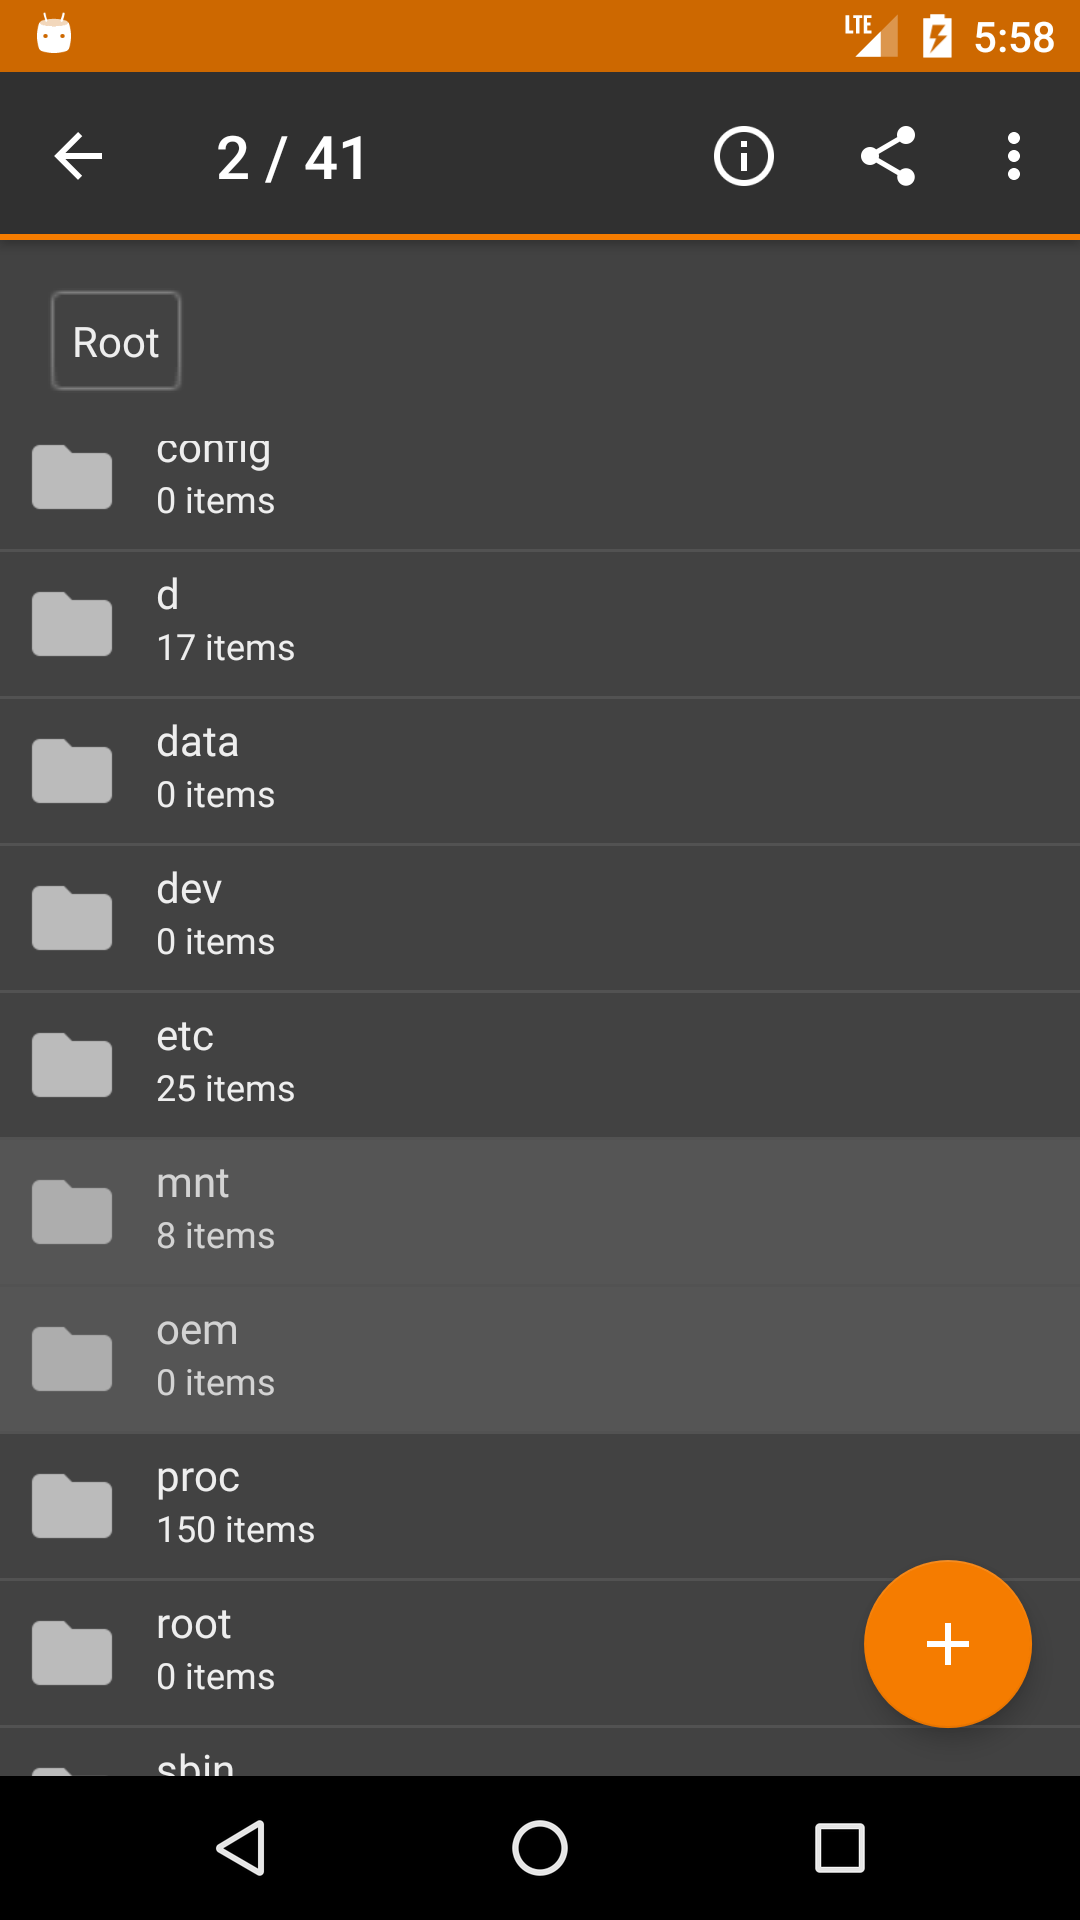 LTE 5:58
2 / 41
Root
config
0 items
d
17 items
data
0 items
dev
0 items
etc
25 items
mnt
8 items
oem
0 items
proc
150 items
root
0 items
sbin